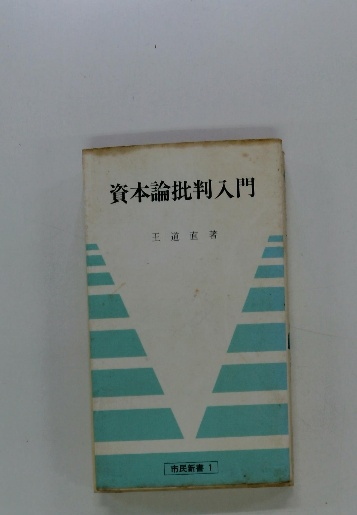 資本論批判入門
王道直著
市民新書 1